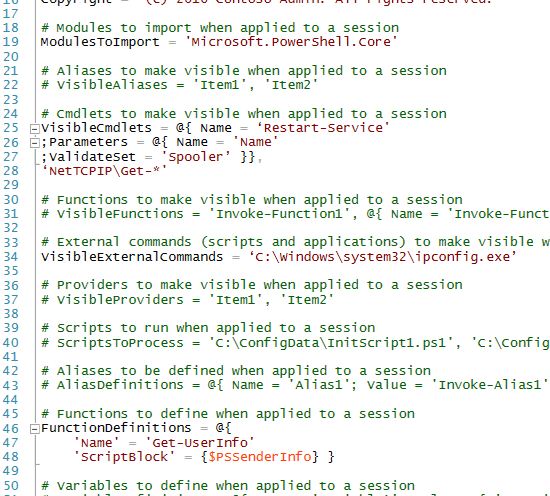 16 Copyright = '(c) 2016 Contoso Admin. All rights reserved.'
17
18 # Modules to import when applied to a session
19 ModulesToImport = 'Microsoft.PowerShell.Core'
20
21 # Aliases to make visible when applied to a session
22 # VisibleAliases = 'Item1', 'Item2'
23
24 # Cmdlets to make visible when applied to a session
25 VisibleCmdlets = @{ Name = ‘Restart-Service'
26 ;Parameters = @{ Name = 'Name'
27 ;ValidateSet = 'Spooler’ }},
28 ‘NetTCPIP\Get-*’
29
30 # Functions to make visible when applied to a session
31 # VisibleFunctions = 'Invoke-Function1', @{ Name = 'Invoke-Funct
32
33 # External commands (scripts and applications) to make visible w
34 VisibleExternalCommands = ‘C:\Windows\system32\ipconfig.exe’
35
36 # Providers to make visible when applied to a session
37 # VisibleProviders = 'Item1', 'Item2'
38
39 # Scripts to run when applied to a session
40 # ScriptsToProcess = 'C:\ConfigData\InitScript1.ps1', 'C:\Config
41
42 # Aliases to be defined when applied to a session
43 # AliasDefinitions = @{ Name = 'Alias1'; Value = 'Invoke-Alias1'
44
45 # Functions to define when applied to a session
46 FunctionDefinitions = @{
47 'Name' = 'Get-UserInfo'
48 'ScriptBlock' = {$PSSenderInfo} }
49
50 # Variables to define when applied to a session